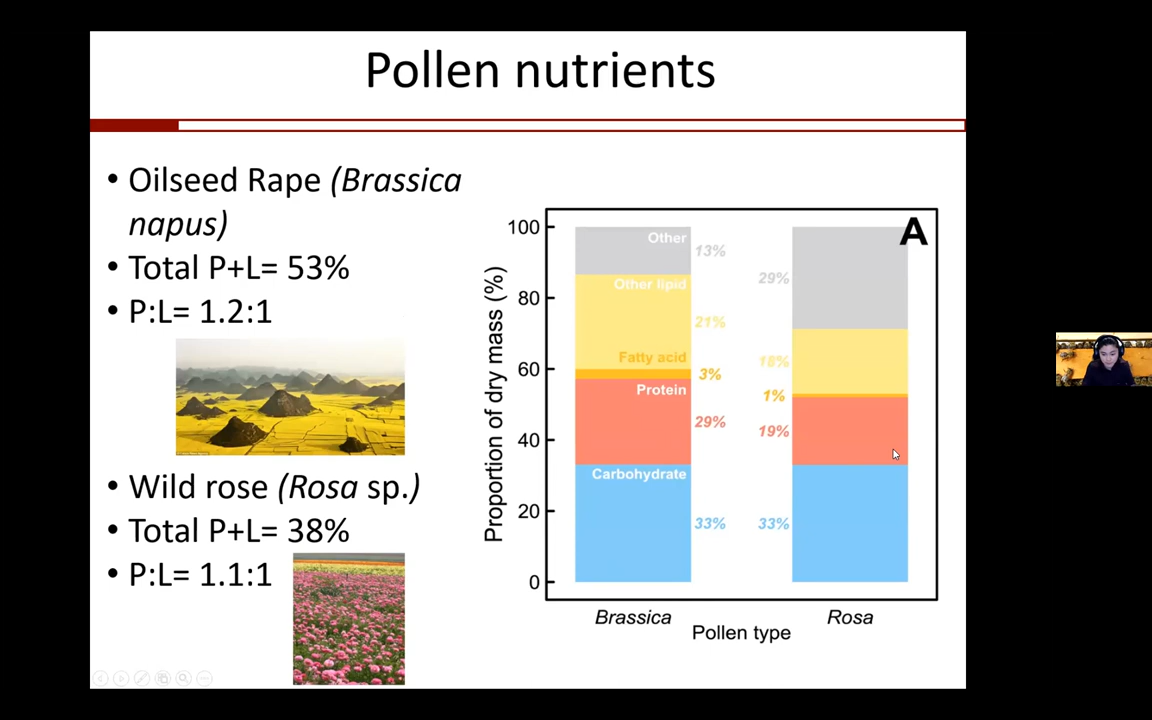 Pollen nutrients
• Oilseed Rape (Brassica
napus)
• Total P+L= 53%
• P:L= 1.2:1
• Wild rose (Rosa sp.)
• Total P+L= 38%
• P:L= 1.1:1
A
Proportion of dry mass (%)
100
80
60
40
20
0
Other
13%
29%
Other lipid
21%
18%
Fatty acid
3%
1%
Protein
29%
19%
Carbohydrate
33%
33%
Brassica
Rosa
Pollen type